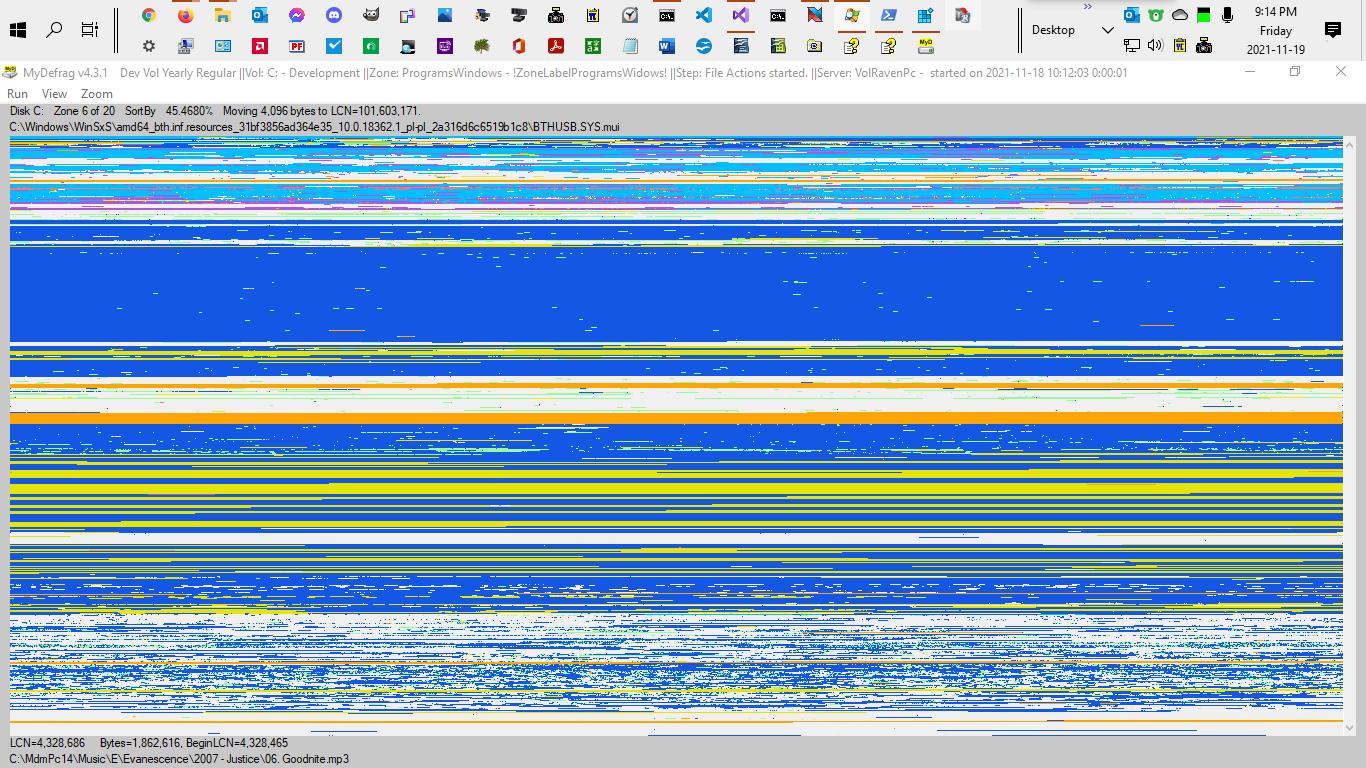 9:14 PM
Desktop
Friday
2021-11-19
MyDefrag v4.3.1 Dev Vol Yearly Regular ||Vol: C: - Development ||Zone: ProgramsWindows - !ZoneLabelProgramsWidows! ||Step: File Actions started. ||Server: VolRavenPc - started on 2021-11-18 10:12:03 0:00:01
Run View Zoom
Disk C: Zone 6 of 20 SortBy 45.4680% Moving 4,096 bytes to LCN=101,603,171.
C:\Windows\WinSxS\amd64_bth.inf.resources_31bf3856ad364e35_10.0.18362.1_pl-pl_2a316d6c6519b1c8\BTHUSB.SYS.mui
LCN=4,328,686 Bytes=1,862,616, BeginLCN=4,328,465
C:\MdmPc14\Music\E\Evanescence\2007 - Justice\06. Goodnite.mp3